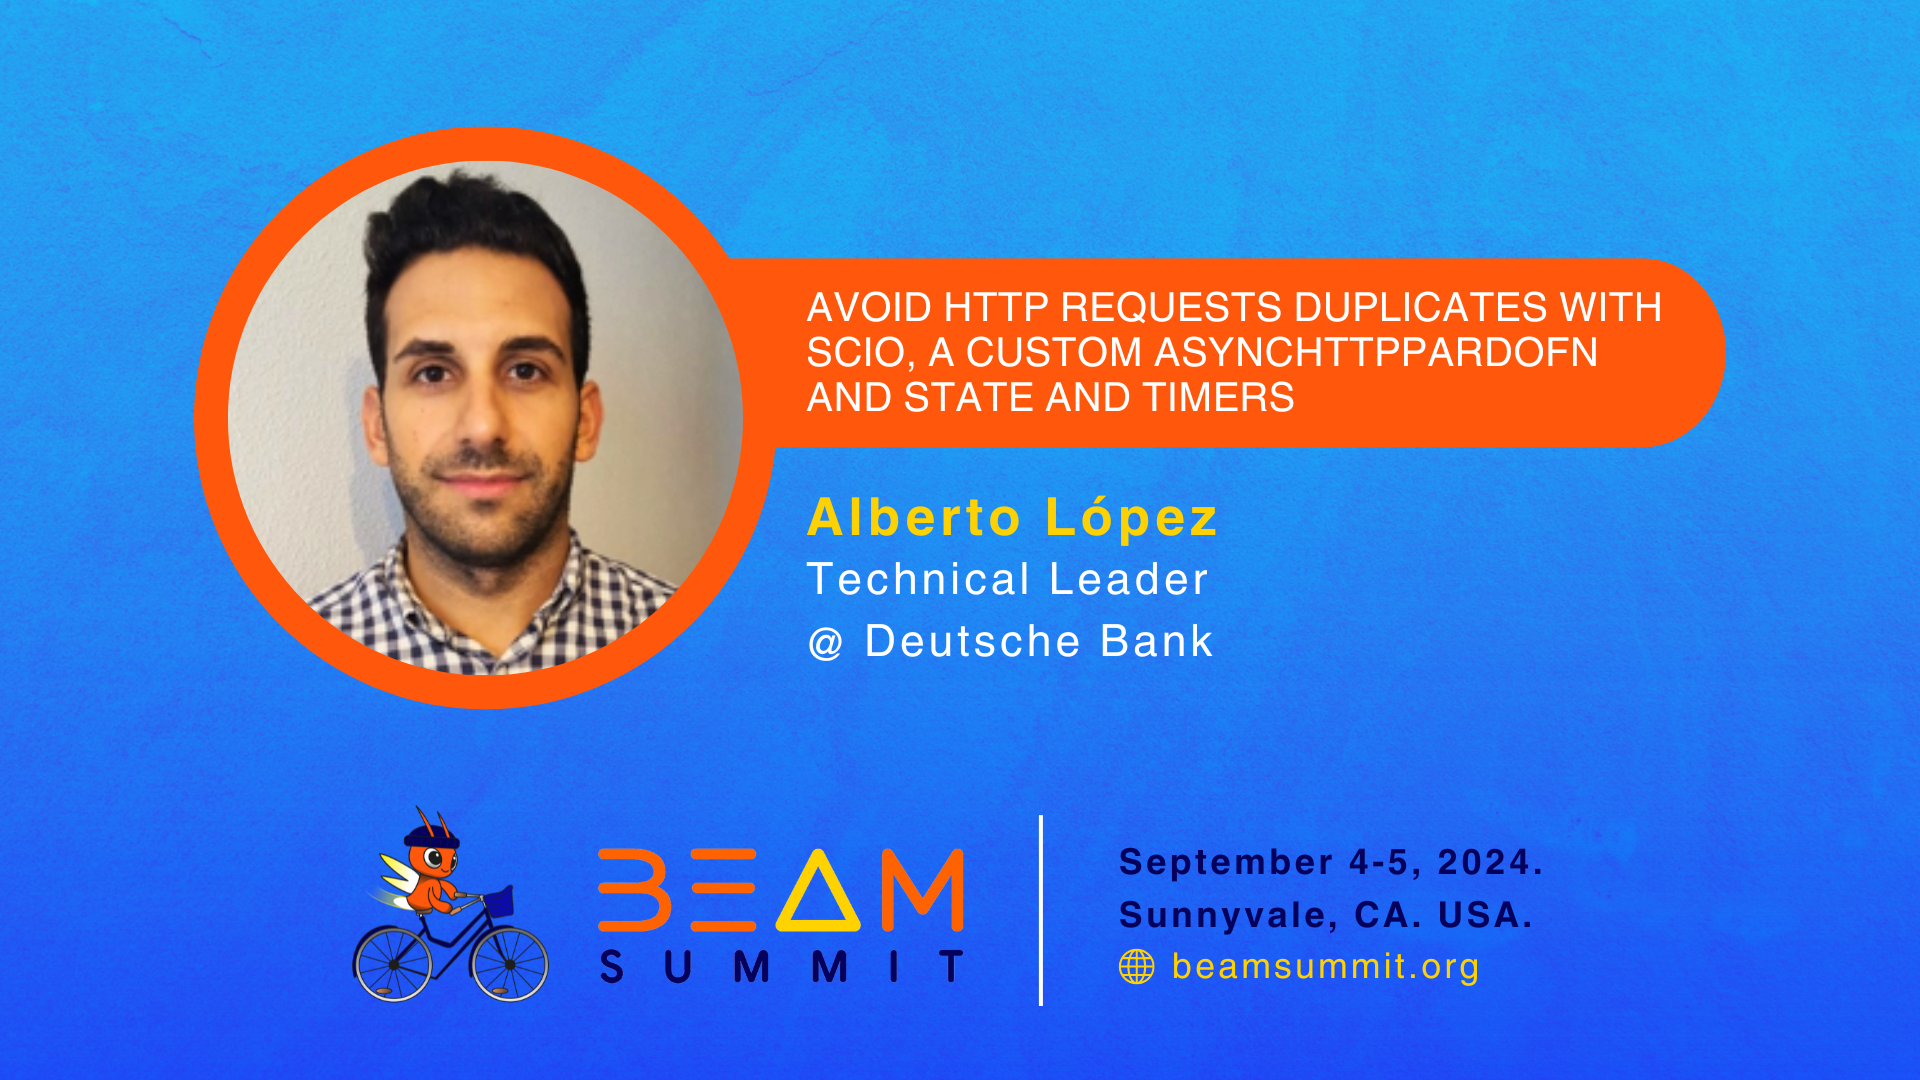 AVOID HTTP REQUESTS DUPLICATES WITH
SCIO, A CUSTOM ASYNCHTTPPARDOFN
AND STATE AND TIMERS
Alberto López
Technical Leader
@ Deutsche Bank
BEAM
SUMMIT
September 4-5, 2024.
Sunnyvale, CA. USA.
beamsummit.org